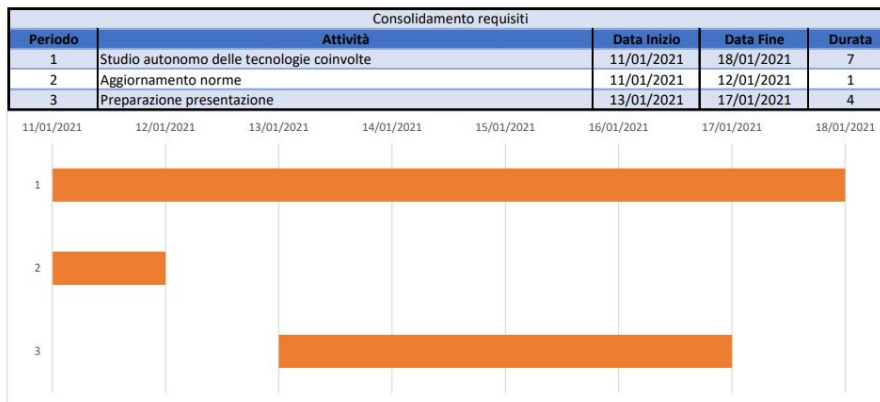 Consolidamento requisiti
Periodo Attività Data Inizio Data Fine Durata
1 Studio autonomo delle tecnologie coinvolte 11/01/2021 18/01/2021 7
2 Aggiornamento norme 11/01/2021 12/01/2021 1
3 Preparazione presentazione 13/01/2021 17/01/2021 4
11/01/2021 12/01/2021 13/01/2021 14/01/2021 15/01/2021 16/01/2021 17/01/2021 18/01/2021
1
2
3